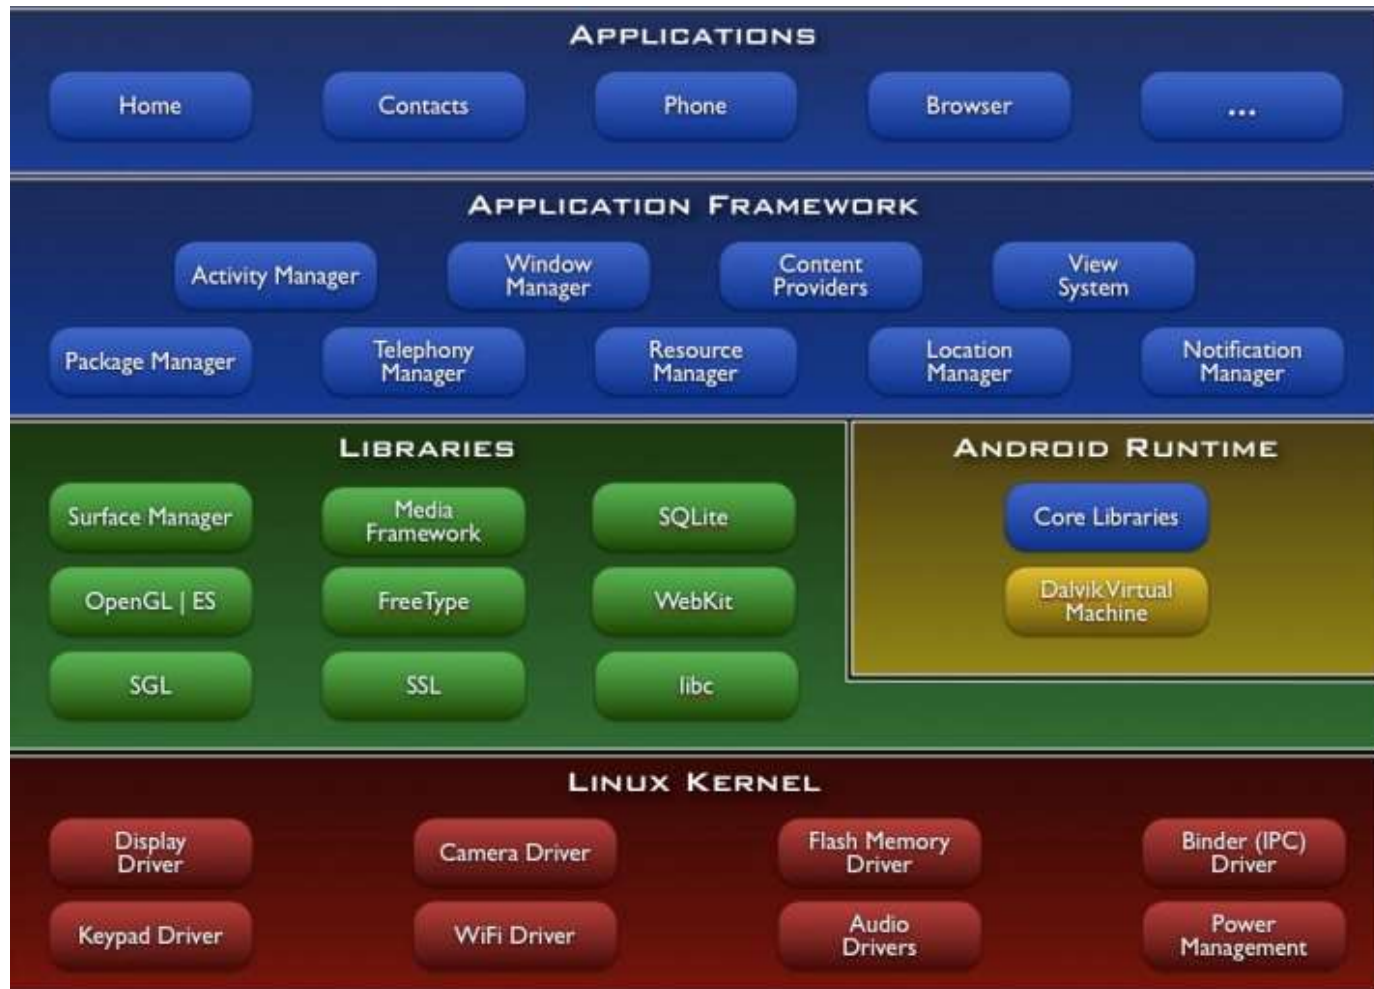 APPLICATIONS
Home
Contacts
Phone
Browser
...
APPLICATION FRAMEWORK
Activity Manager
Window
Manager
Content
Providers
View
System
Package Manager
Telephony
Manager
Resource
Manager
Location
Manager
Notification
Manager
LIBRARIES
Surface Manager
Media
Framework
SQLite
OpenGL | ES
FreeType
WebKit
SGL
SSL
libc
ANDROID RUNTIME
Core Libraries
Dalvik Virtual
Machine
LINUX KERNEL
Display
Driver
Camera Driver
Flash Memory
Driver
Binder (IPC)
Driver
Keypad Driver
WiFi Driver
Audio
Drivers
Power
Management